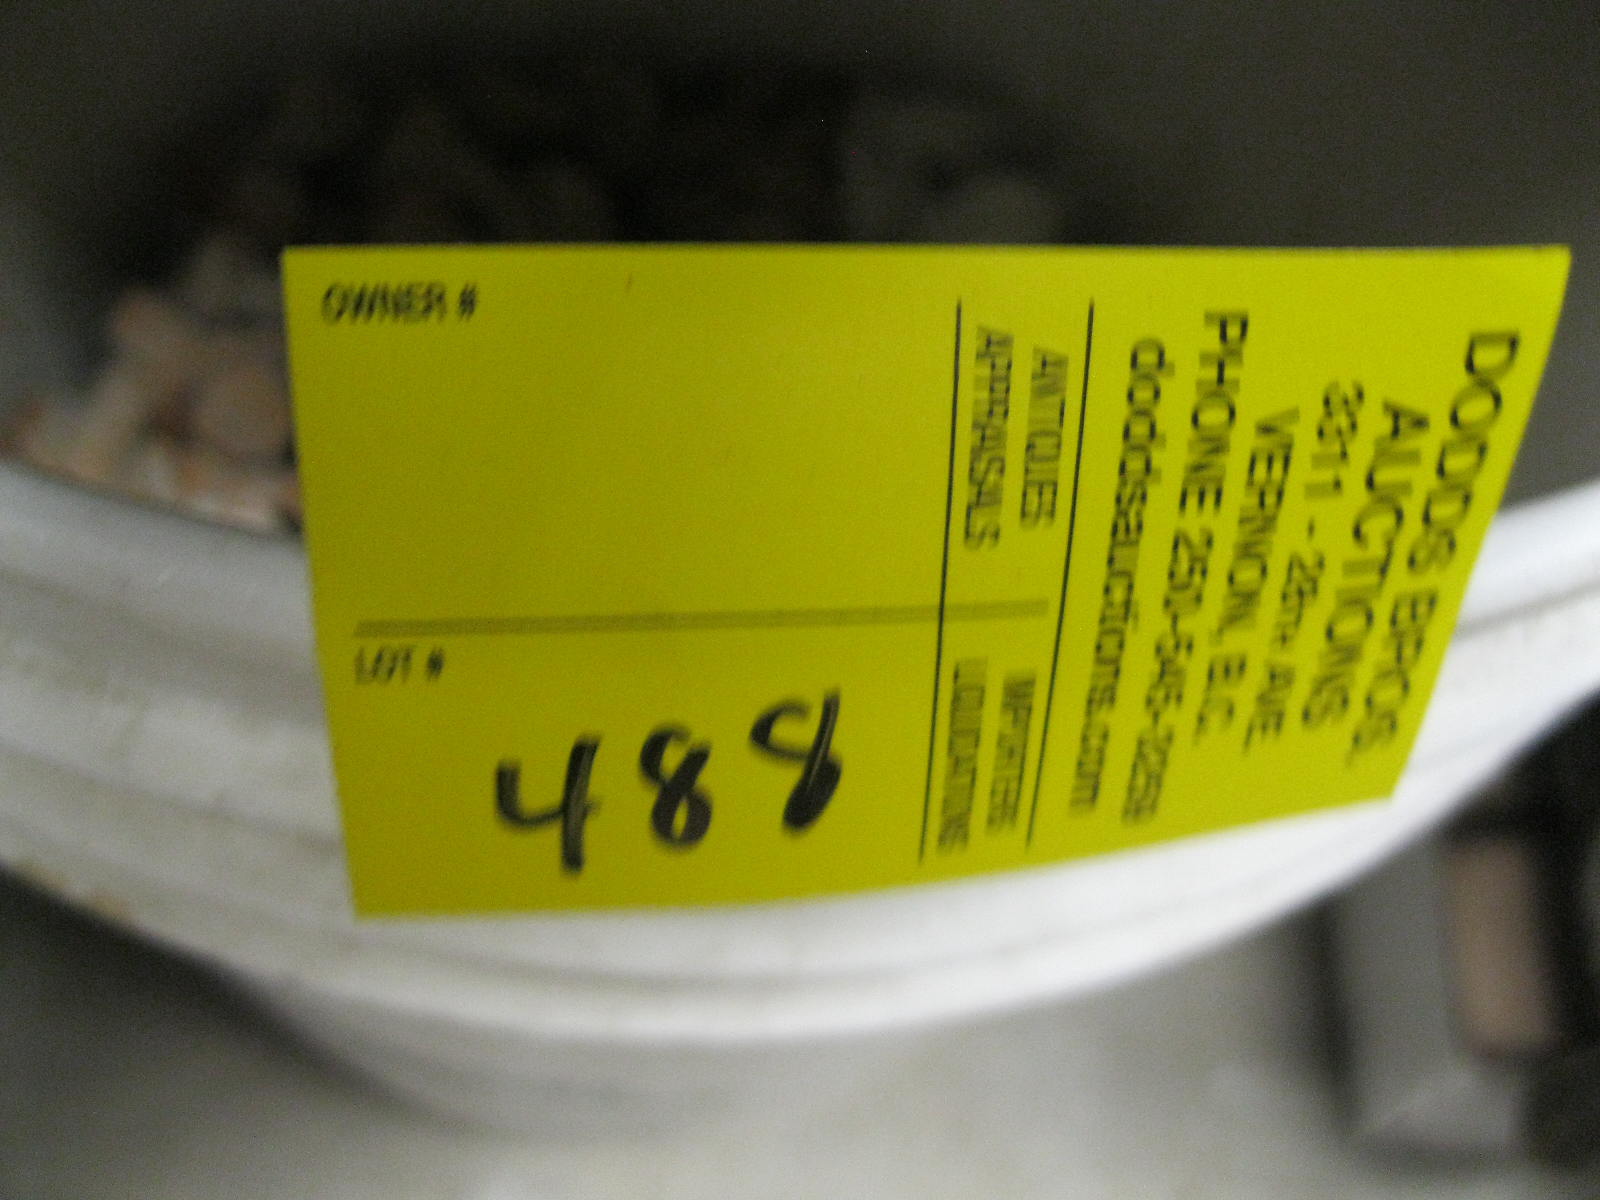 DODDS BROS.
AUCTIONS
3311 - 28TH AVE.
VERNON, B.C.
PHONE 250-545-3259
doddsauctions.com
ANTIQUES
APPRAISALS
IMPORTERS
LIQUIDATIONS
OWNER #
LOT #
488